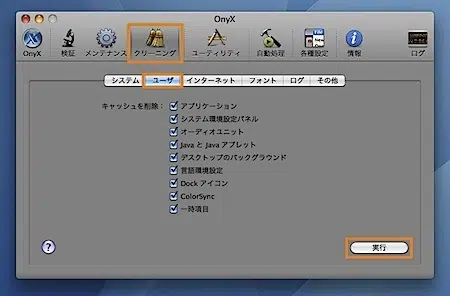 OnyX
OnyX 検証 メンテナンス クリーニング ユーティリティ 自動処理 各種設定 情報 ログ
システム ユーザ インターネット フォント ログ その他
キャッシュを削除： アプリケーション
システム環境設定パネル
オーディオユニット
Java と Java アプレット
デスクトップのバックグラウンド
言語環境設定
Dock アイコン
ColorSync
一時項目
? 実行